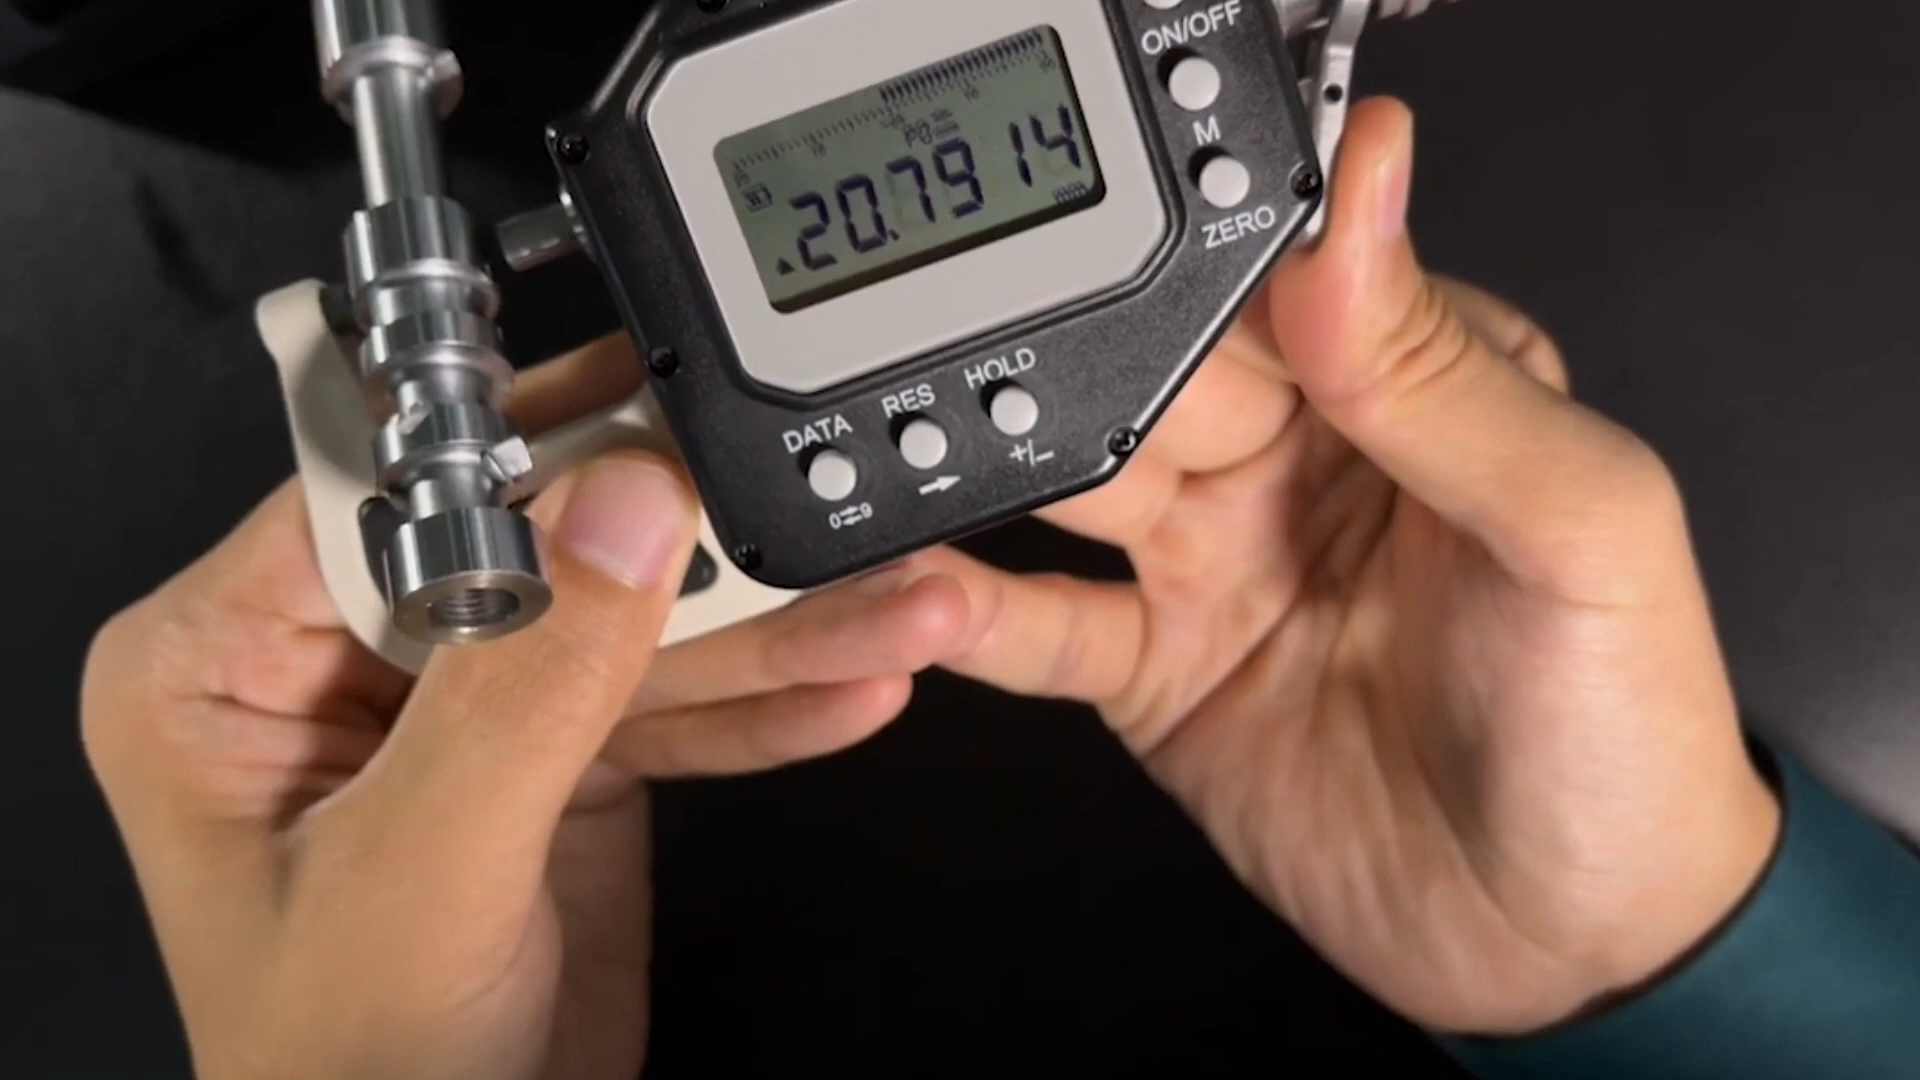 ON/OFF
M
20.7914
ZERO
HOLD
RES
DATA
+/-
0⇄9